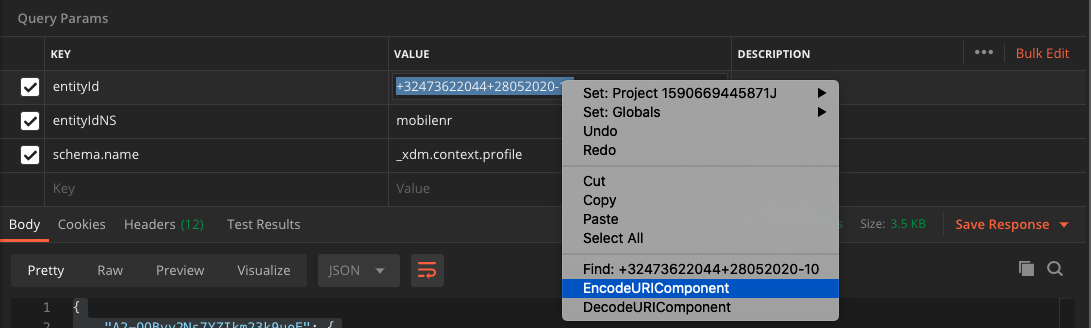 Query Params
KEY VALUE DESCRIPTION ••• Bulk Edit
entityId +32473622044+28052020-1
Set: Project 1590669445871J
Set: Globals
entityIdNS mobilenr
Undo
Redo
schema.name _xdm.context.profile
Cut
Key Value
Copy
Paste
Body Cookies Headers (12) Test Results Size: 3.5 KB Save Response
Select All
Pretty Raw Preview Visualize JSON
Find: +32473622044+28052020-10
EncodeURIComponent
DecodeURIComponent
1 {
2